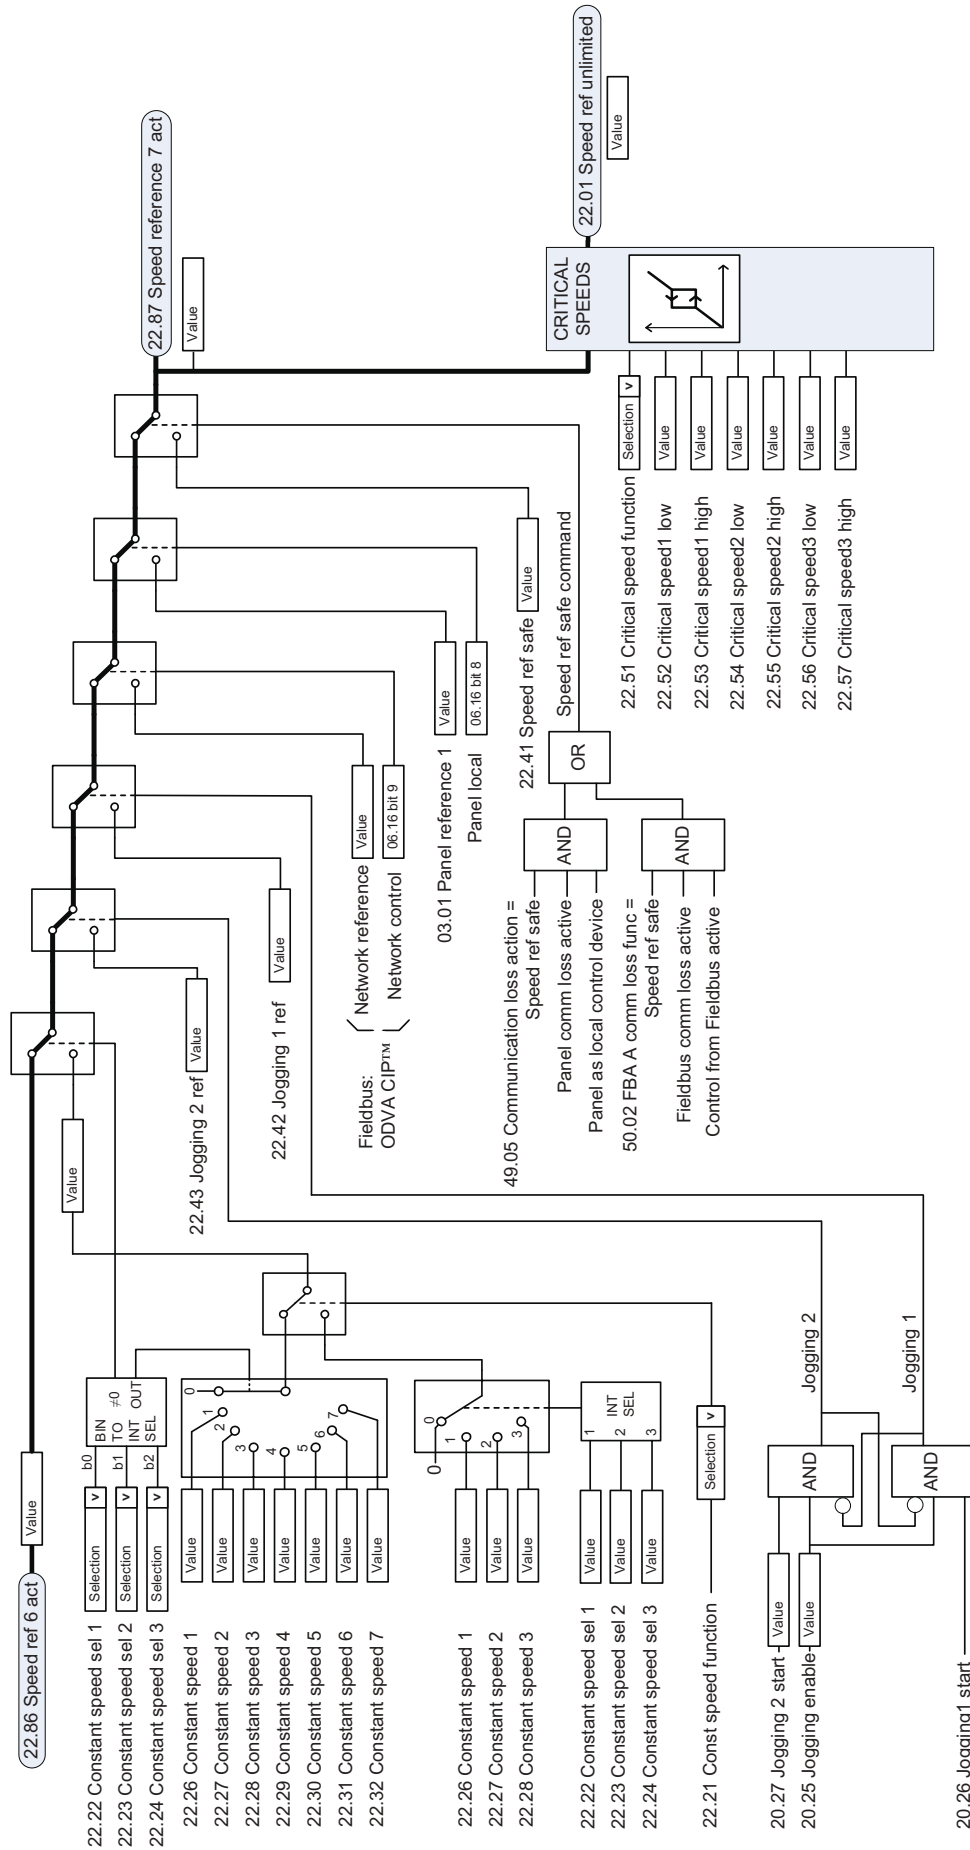 22.86 Speed ref 6 act
Value
22.87 Speed reference 7 act
Value
22.22 Constant speed sel 1
Selection
v
b0
22.23 Constant speed sel 2
Selection
v
b1
22.24 Constant speed sel 3
Selection
v
b2
BIN
TO ≠0
INT OUT
SEL
Value
22.26 Constant speed 1
Value
22.27 Constant speed 2
Value
22.28 Constant speed 3
Value
22.29 Constant speed 4
Value
22.30 Constant speed 5
Value
22.31 Constant speed 6
Value
22.32 Constant speed 7
Value
0
1
2
3
4
5
6
7
22.26 Constant speed 1
Value
22.27 Constant speed 2
Value
22.28 Constant speed 3
Value
0
0
1
2
3
22.22 Constant speed sel 1
Value
22.23 Constant speed sel 2
Value
22.24 Constant speed sel 3
Value
1
2
3
INT
SEL
22.21 Const speed function
Selection
v
20.27 Jogging 2 start
Value
20.25 Jogging enable
Value
20.26 Jogging1 start
AND
AND
Jogging 2
Jogging 1
22.43 Jogging 2 ref
Value
22.42 Jogging 1 ref
Value
Fieldbus:
ODVA CIP™
Network reference
Value
Network control
06.16 bit 9
03.01 Panel reference 1
Value
Panel local
06.16 bit 8
22.41 Speed ref safe
Value
49.05 Communication loss action =
Speed ref safe
Panel comm loss active
Panel as local control device
AND
50.02 FBA A comm loss func =
Speed ref safe
Fieldbus comm loss active
Control from Fieldbus active
AND
OR
Speed ref safe command
22.51 Critical speed function
Selection
v
22.52 Critical speed1 low
Value
22.53 Critical speed1 high
Value
22.54 Critical speed2 low
Value
22.55 Critical speed2 high
Value
22.56 Critical speed3 low
Value
22.57 Critical speed3 high
Value
CRITICAL
SPEEDS
22.01 Speed ref unlimited
Value